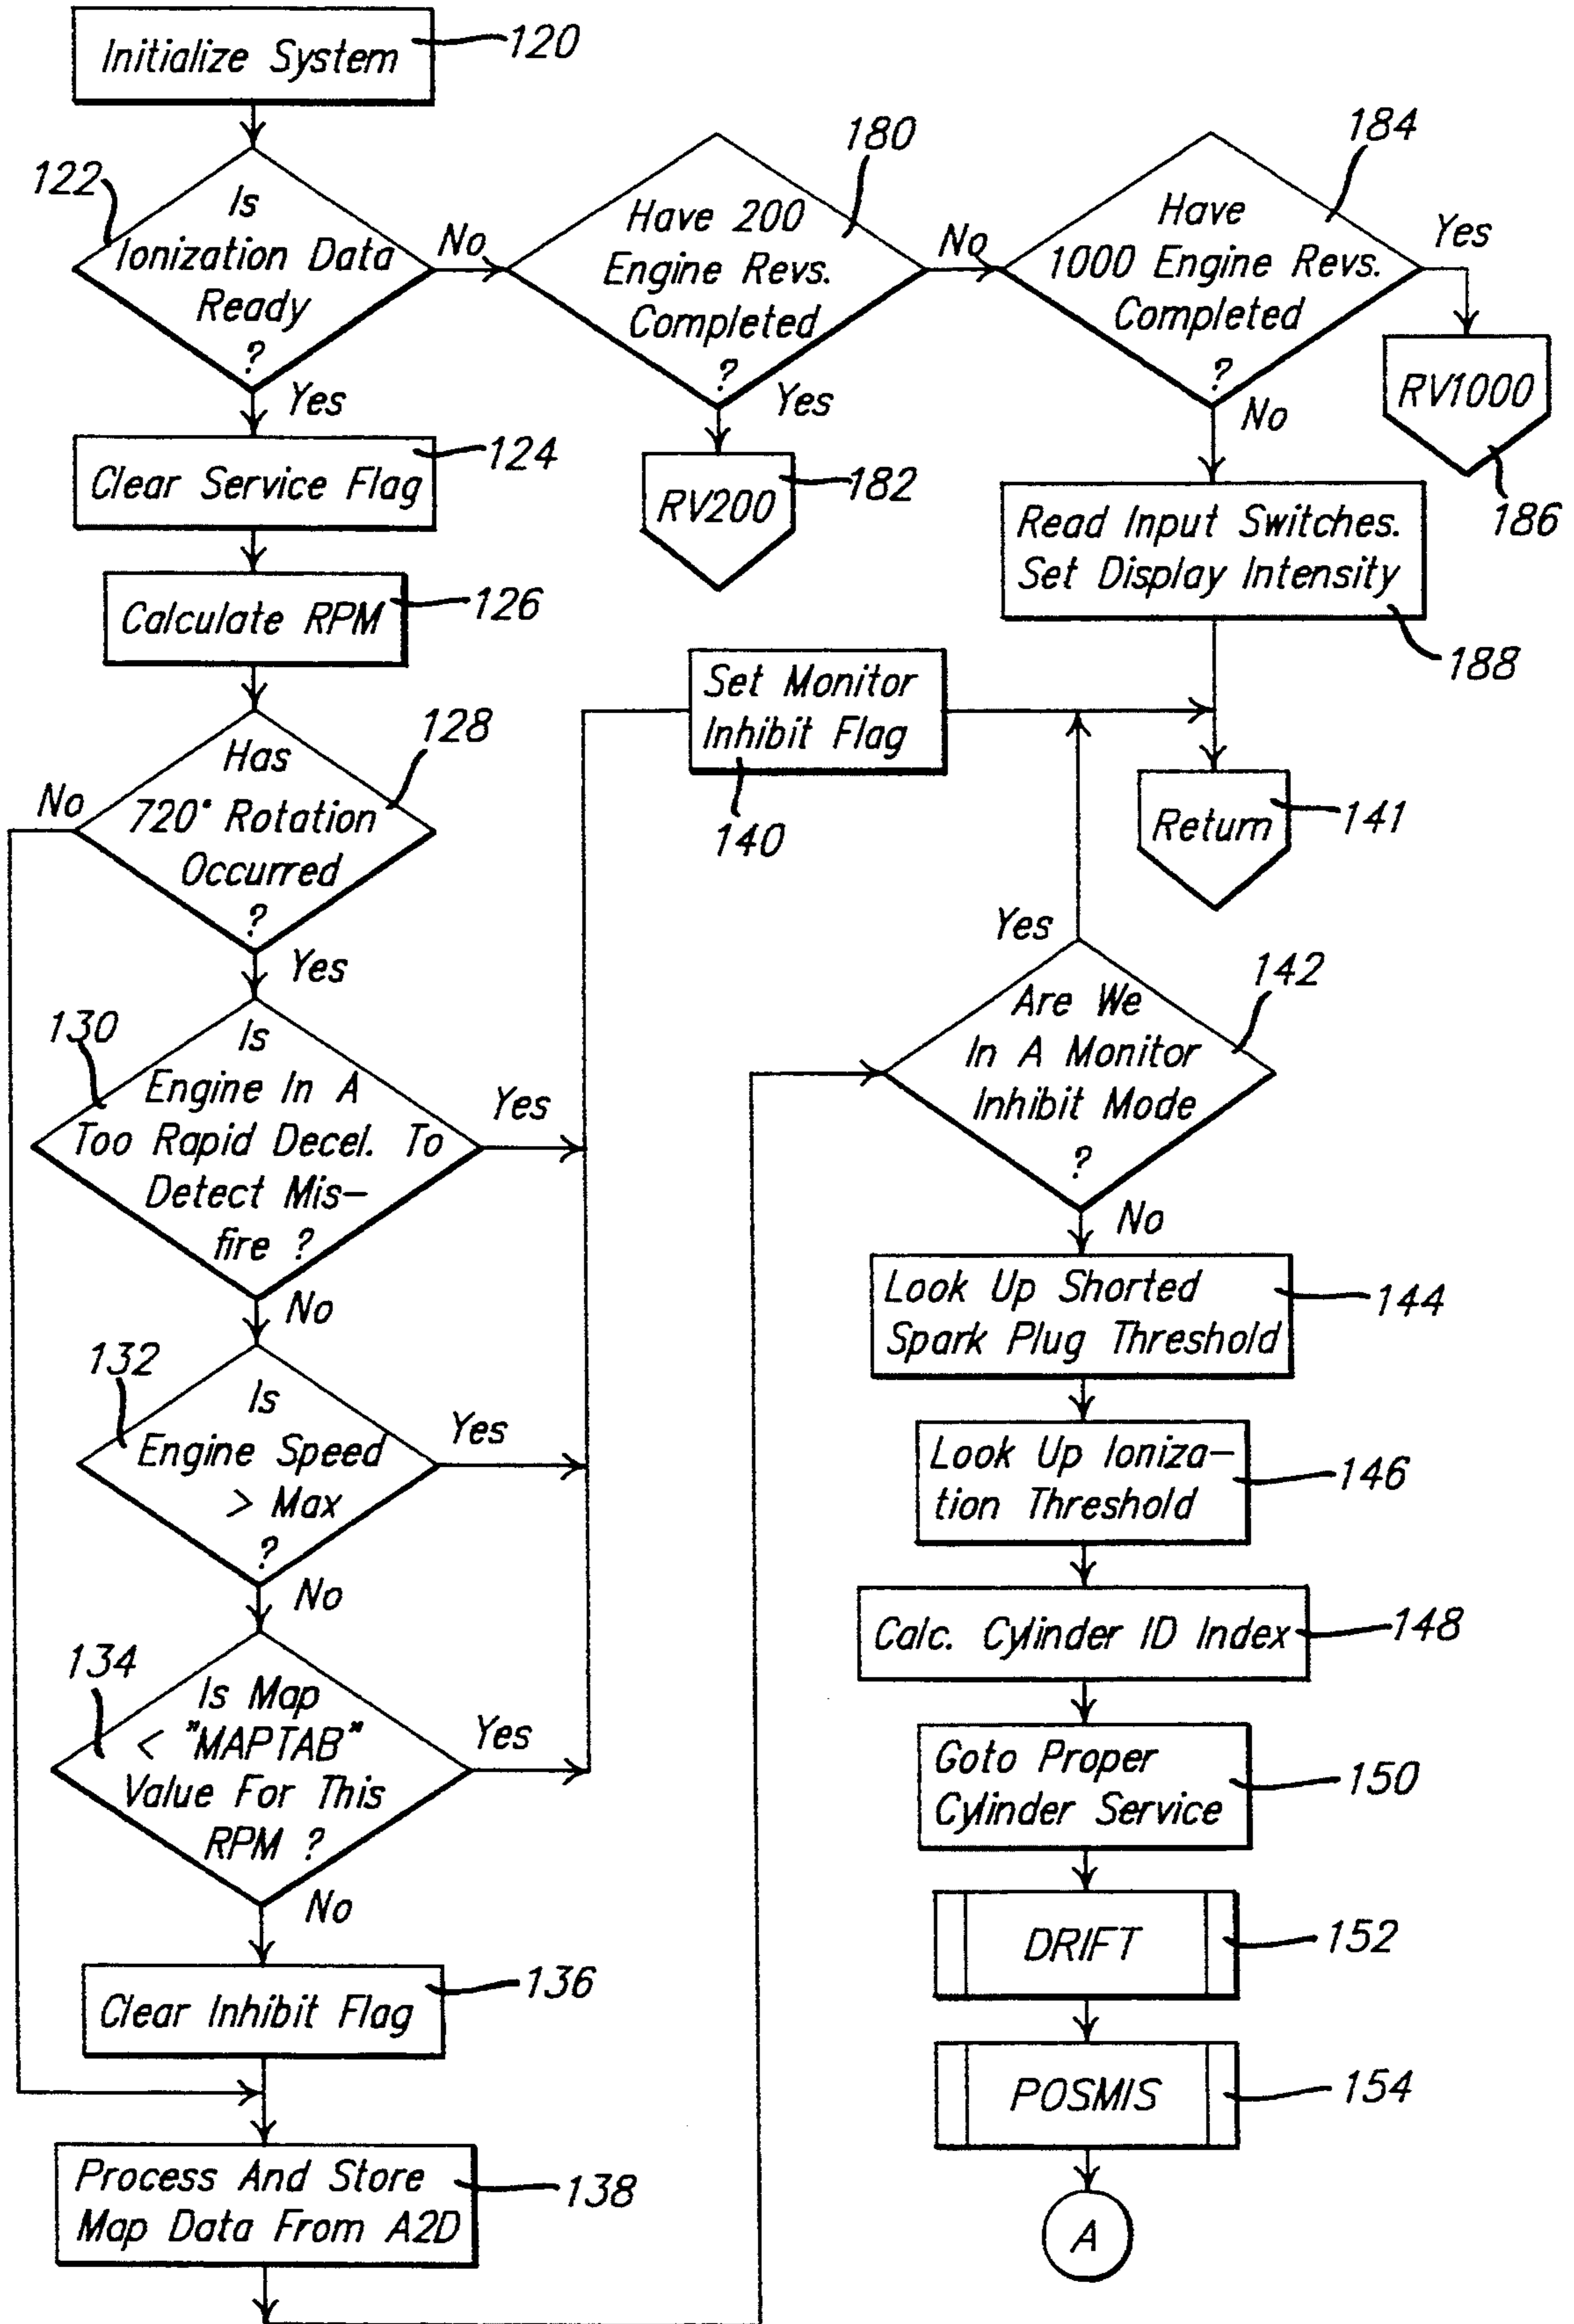 Initialize System
120
122
Is
Ionization Data
Ready
?
No
Yes
180
Have 200
Engine Revs.
Completed
?
No
Yes
RV200
182
184
Have
1000 Engine Revs.
Completed
?
Yes
No
RV1000
186
Read Input Switches.
Set Display Intensity
188
Clear Service Flag
124
Calculate RPM
126
128
Has
720° Rotation
Occurred
?
No
Yes
Set Monitor
Inhibit Flag
140
Return
141
130
Is
Engine In A
Too Rapid Decel. To
Detect Mis-
fire ?
Yes
No
132
Is
Engine Speed
> Max
?
Yes
No
134
Is Map
< "MAPTAB"
Value For This
RPM ?
Yes
No
Clear Inhibit Flag
136
Process And Store
Map Data From A2D
138
Yes
142
Are We
In A Monitor
Inhibit Mode
?
No
Look Up Shorted
Spark Plug Threshold
144
Look Up Ioniza-
tion Threshold
146
Calc. Cylinder ID Index
148
Goto Proper
Cylinder Service
150
DRIFT
152
POSMIS
154
A